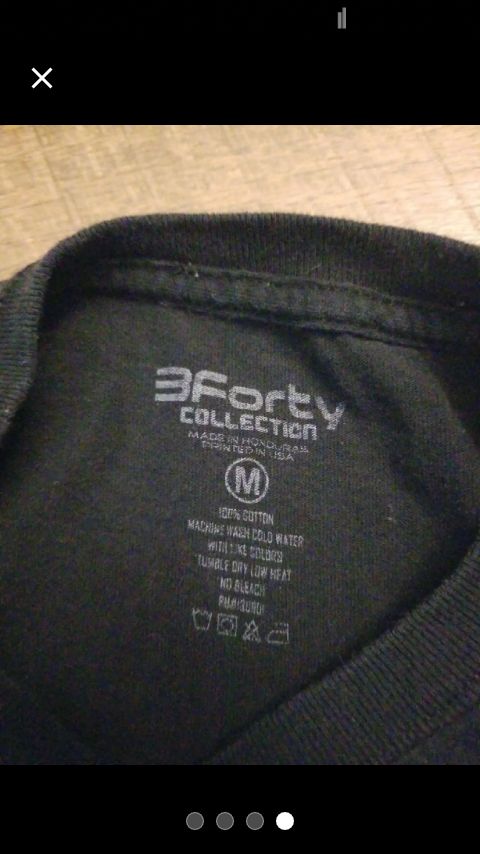 3Forty
COLLECTION
MADE IN HONDURAS
PRINTED IN USA
M
100% COTTON
MACHINE WASH COLD WATER
WITH LIKE COLORS
TUMBLE DRY LOW HEAT
NO BLEACH